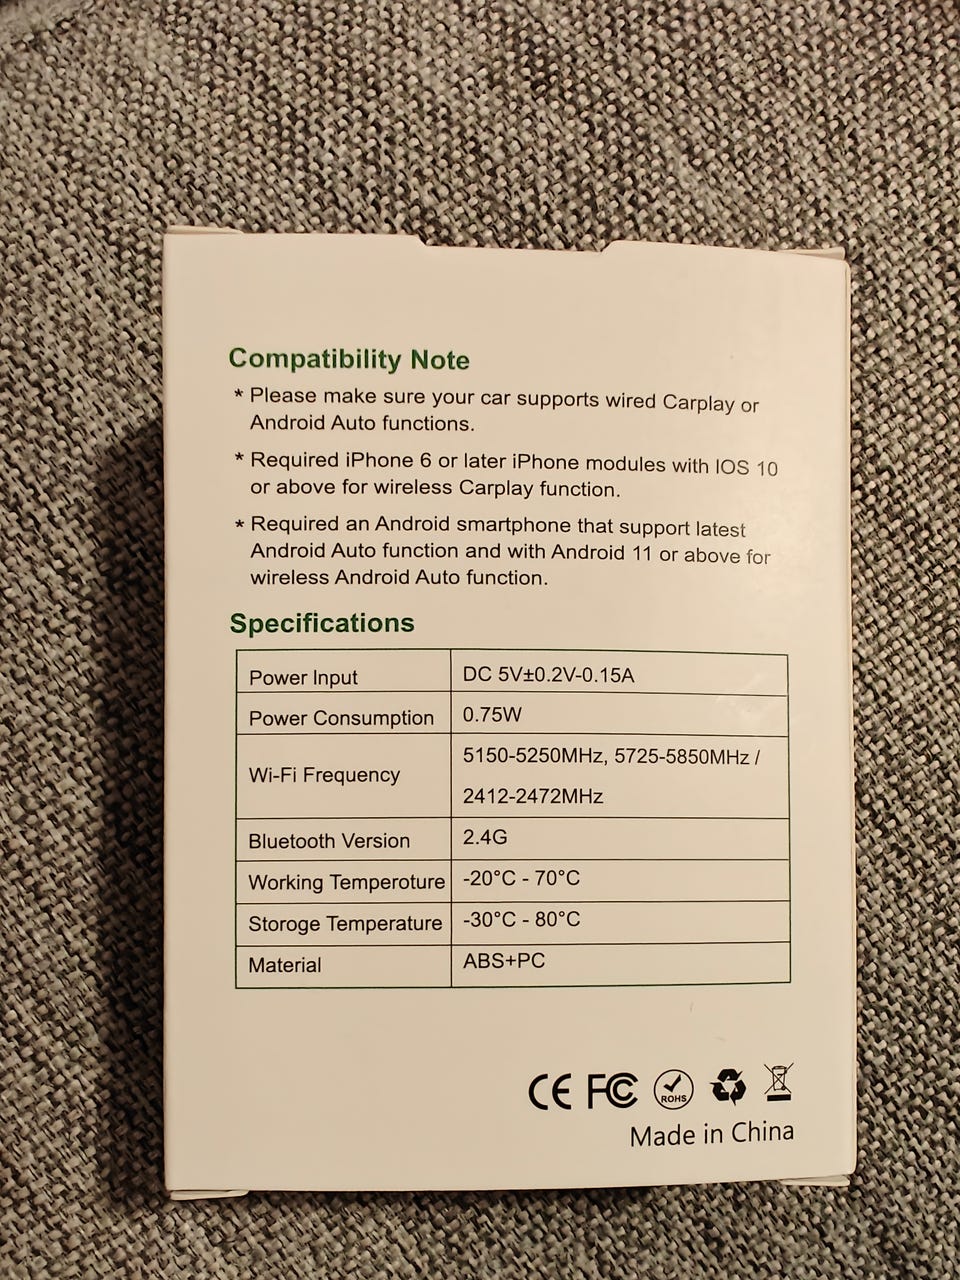 Compatibility Note
* Please make sure your car supports wired Carplay or
Android Auto functions.
* Required iPhone 6 or later iPhone modules with IOS 10
or above for wireless Carplay function.
* Required an Android smartphone that support latest
Android Auto function and with Android 11 or above for
wireless Android Auto function.
Specifications
Power Input DC 5V±0.2V-0.15A
Power Consumption 0.75W
Wi-Fi Frequency 5150-5250MHz, 5725-5850MHz /
2412-2472MHz
Bluetooth Version 2.4G
Working Temperoture -20°C - 70°C
Storoge Temperature -30°C - 80°C
Material ABS+PC
CE FC ROHS
Made in China